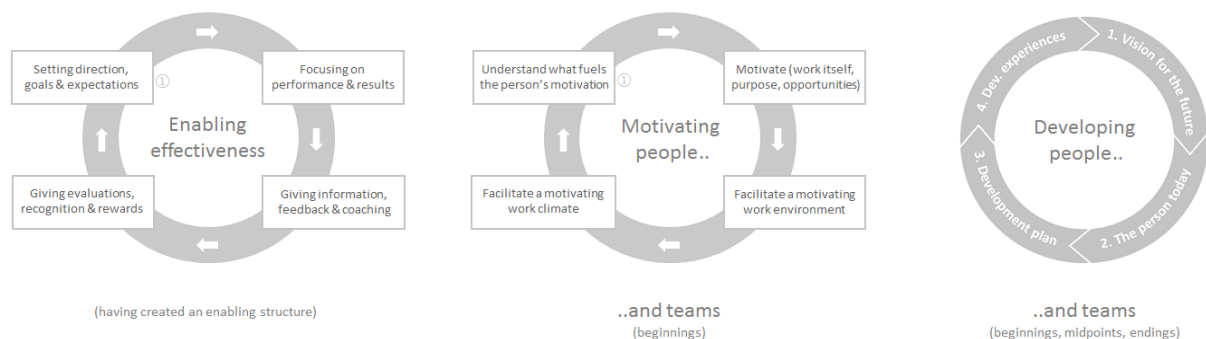 Setting direction,
goals & expectations
①
Focusing on
performance & results
Enabling
effectiveness
Giving evaluations,
recognition & rewards
Giving information,
feedback & coaching
(having created an enabling structure)
Understand what fuels
the person's motivation
①
Motivate (work itself,
purpose, opportunities)
Motivating
people..
Facilitate a motivating
work climate
Facilitate a motivating
work environment
..and teams
(beginnings)
1. Vision for the future
2. The person today
3. Development plan
4. Dev. experiences
Developing
people..
..and teams
(beginnings, midpoints, endings)